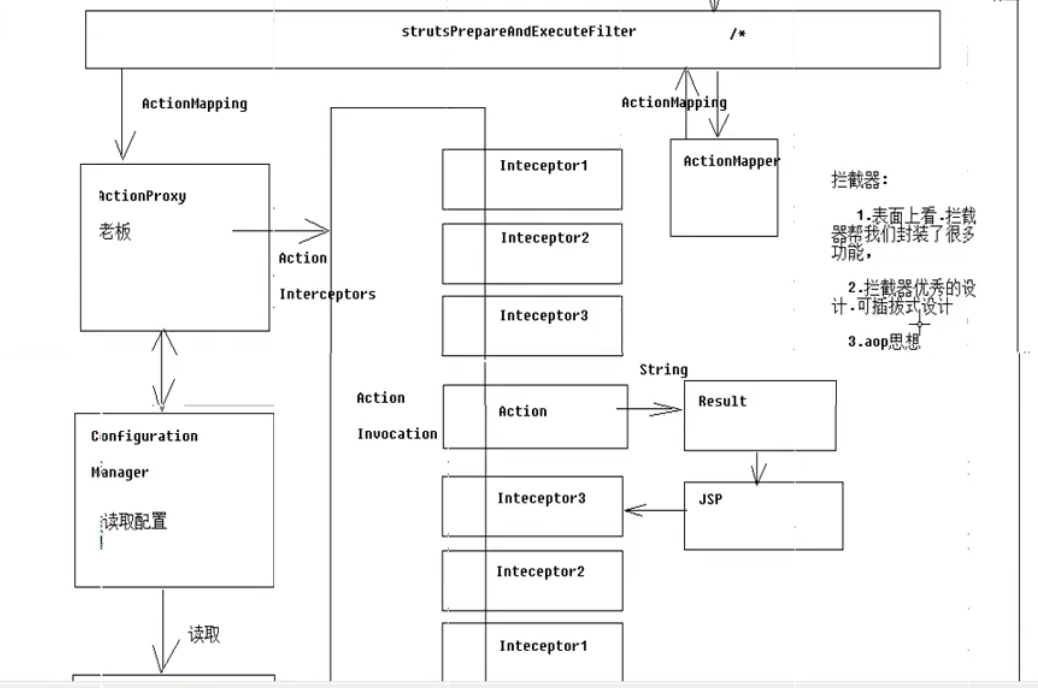 strutsPrepareAndExecuteFilter /*
ActionMapping
ActionMapping
ActionProxy
老板
Action
Interceptors
Inteceptor1
Inteceptor2
Inteceptor3
ActionMapper
拦截器:
1.表面上看.拦截
器帮我们封装了很多
功能,
2.拦截器优秀的设
计.可插拔式设计
3.aop思想
Configuration
Manager
读取配置
读取
Action
Invocation
Action
String
Result
JSP
Inteceptor3
Inteceptor2
Inteceptor1